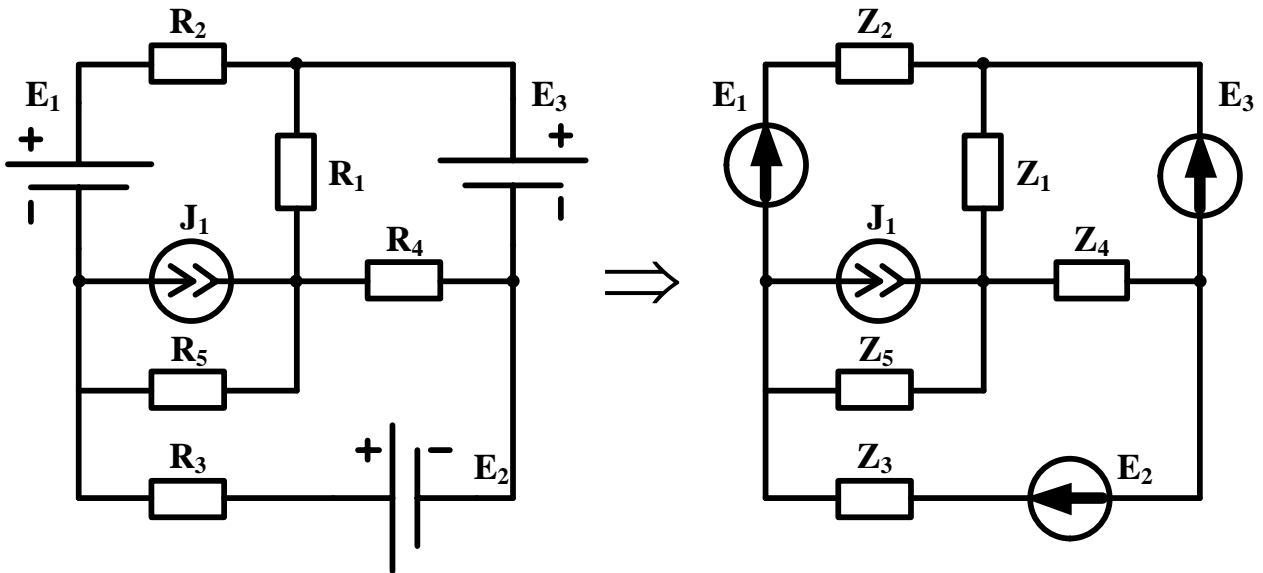 R₂
Z₂
E₁
E₃
E₁
E₃
+
+
R₁
Z₁
J₁
R₄
J₁
Z₄
R₅
Z₅
R₃
+
-
E₂
Z₃
E₂